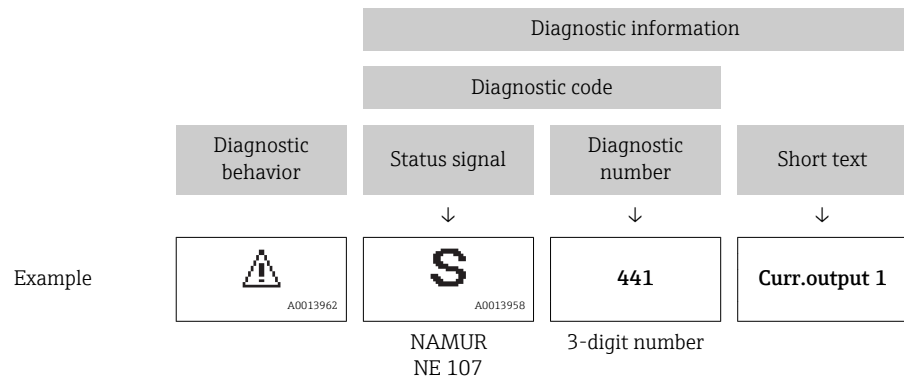 Diagnostic information
Diagnostic code
Diagnostic
behavior
Status signal
Diagnostic
number
Short text
↓ ↓ ↓
Example
A0013962
S
A0013958
441
Curr.output 1
NAMUR
NE 107
3-digit number